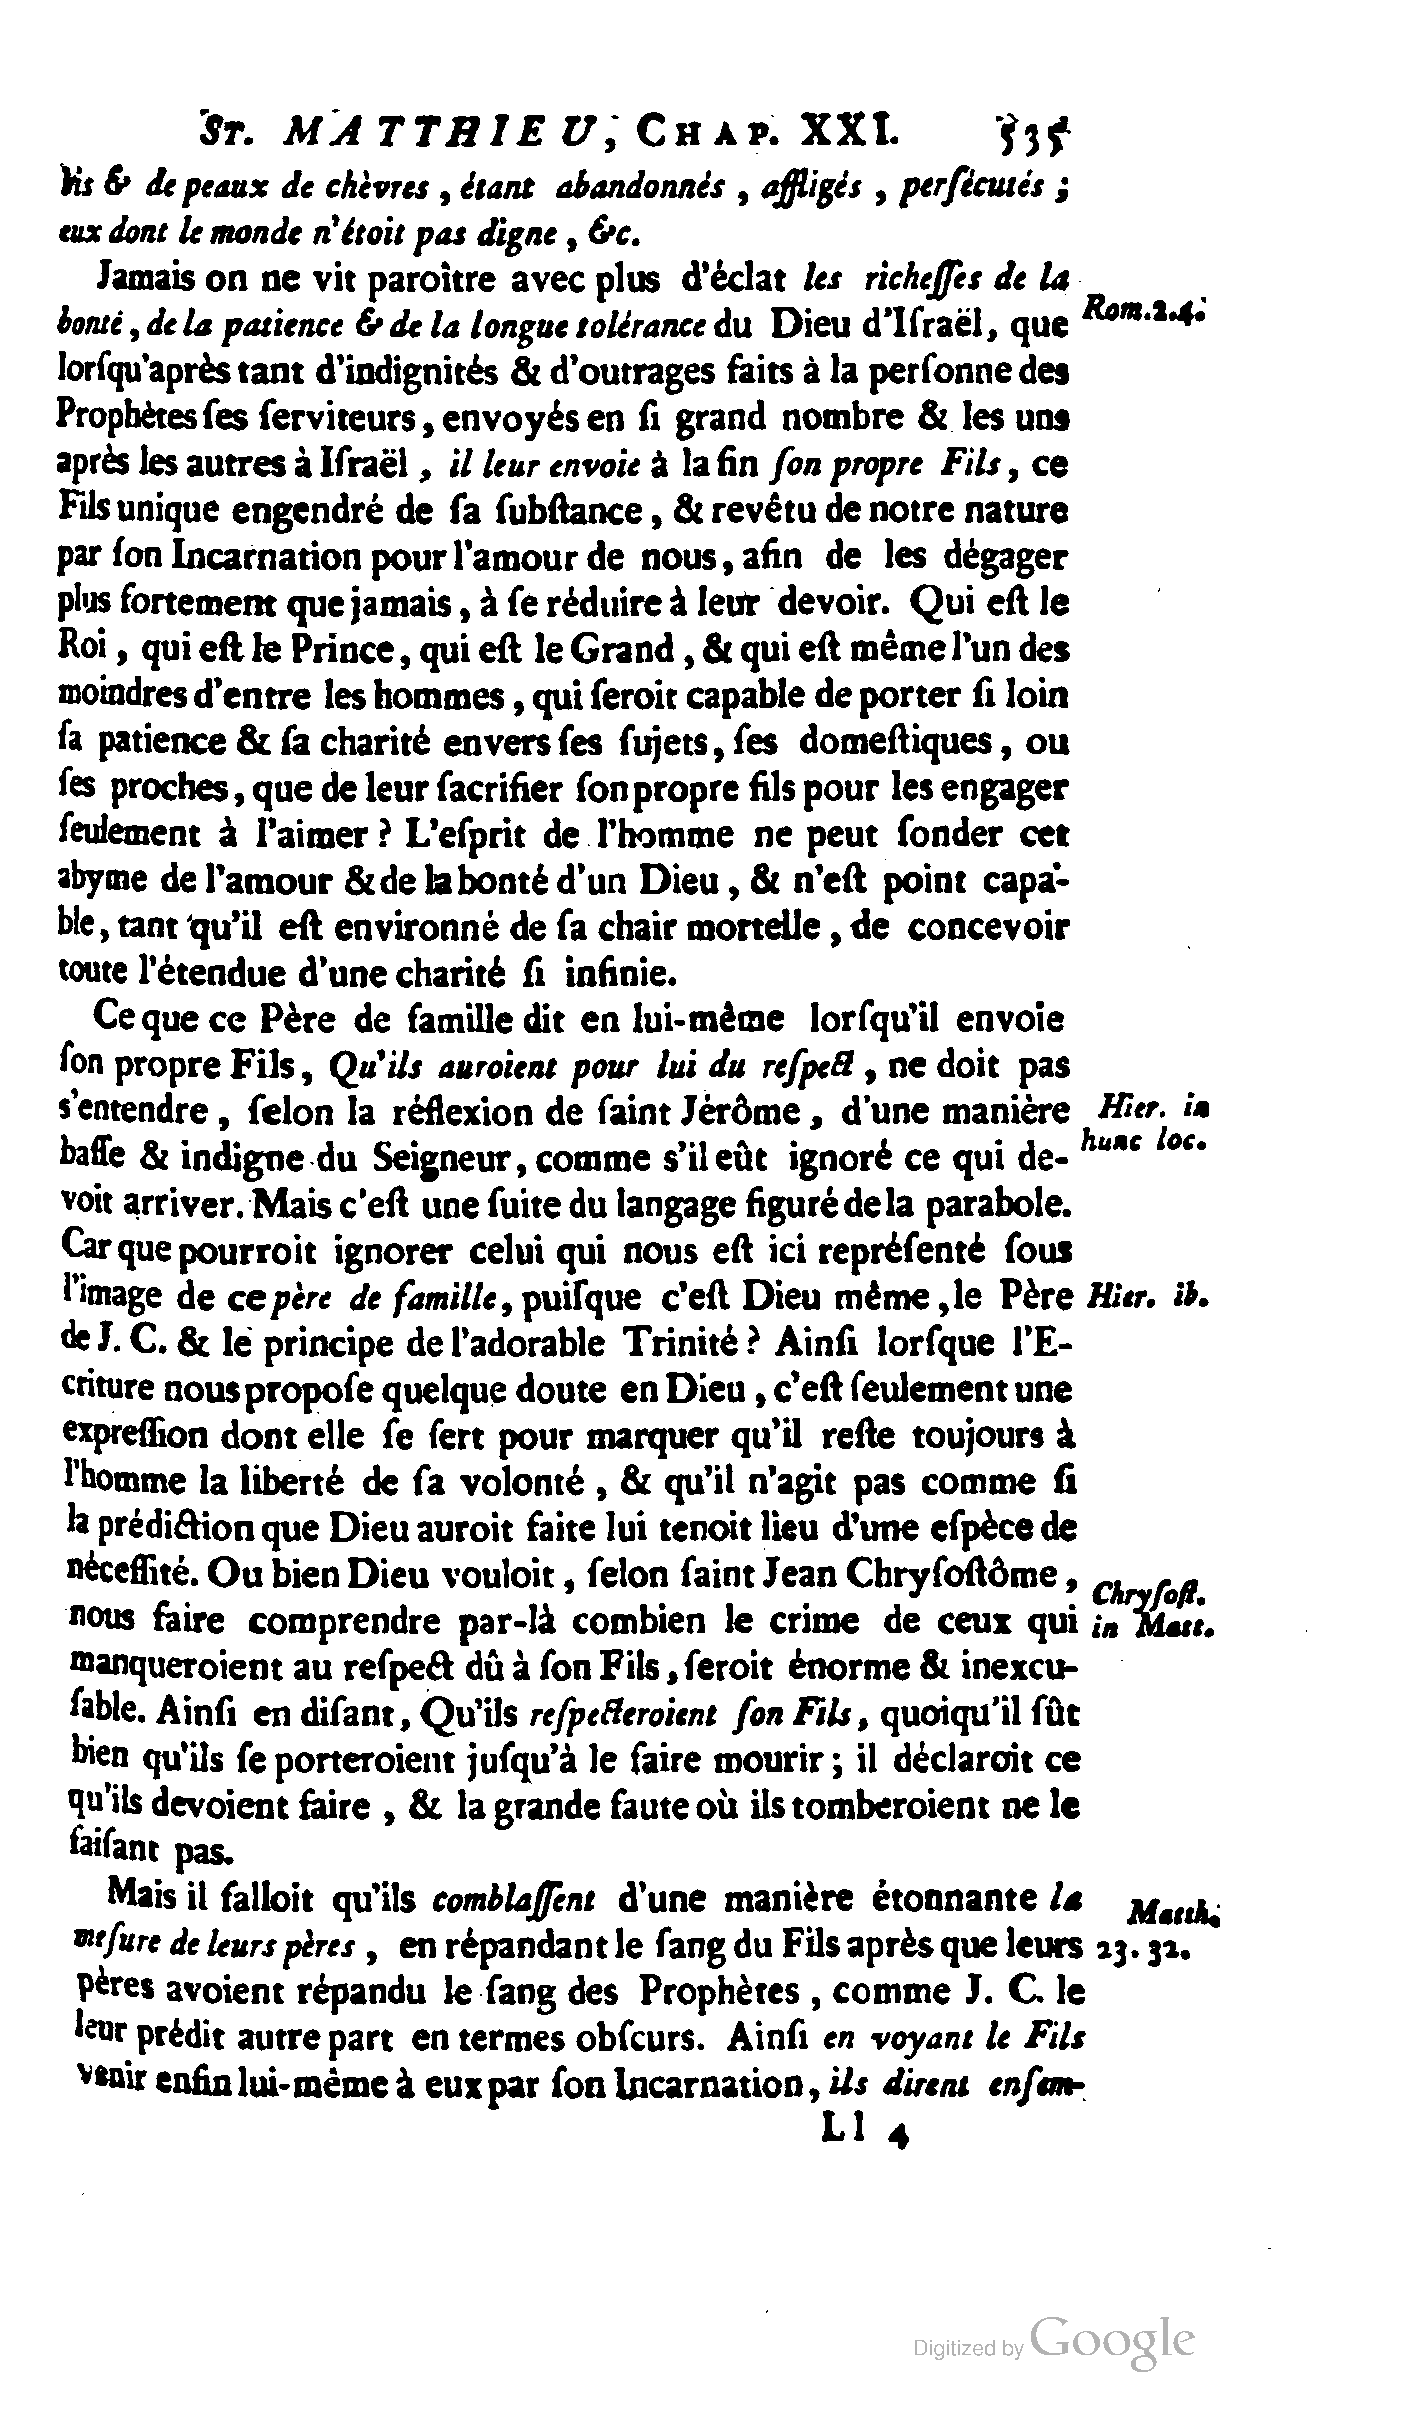 ST. MATTHIEU, CHAP. XXI. 535
lis & de peaux de chèvres, étant abandonnés, affligés, perſécutés ;
eux dont le monde n'étoit pas digne, &c.
Jamais on ne vit paroître avec plus d'éclat les richeſſes de la
bonté, de la patience & de la longue tolérance du Dieu d'Iſraël, que Rom. 2. 4.
lorſqu'après tant d'indignités & d'outrages faits à la perſonne des
Prophètes ſes ſerviteurs, envoyés en ſi grand nombre & les uns
après les autres à Iſraël, il leur envoie à la fin ſon propre Fils, ce
Fils unique engendré de ſa ſubſtance, & revêtu de notre nature
par ſon Incarnation pour l'amour de nous, afin de les dégager
plus fortement que jamais, à ſe réduire à leur devoir. Qui eſt le
Roi, qui eſt le Prince, qui eſt le Grand, & qui eſt même l'un des
moindres d'entre les hommes, qui ſeroit capable de porter ſi loin
ſa patience & ſa charité envers ſes ſujets, ſes domeſtiques, ou
ſes proches, que de leur ſacrifier ſon propre fils pour les engager
ſeulement à l'aimer ? L'eſprit de l'homme ne peut ſonder cet
abyme de l'amour & de la bonté d'un Dieu, & n'eſt point capa-
ble, tant qu'il eſt environné de ſa chair mortelle, de concevoir
toute l'étendue d'une charité ſi infinie.
Ce que ce Père de famille dit en lui-même lorſqu'il envoie
ſon propre Fils, Qu'ils auroient pour lui du reſpect, ne doit pas
s'entendre, ſelon la réflexion de ſaint Jérôme, d'une manière Hier. in
baſſe & indigne du Seigneur, comme s'il eût ignoré ce qui de- hunc loc.
voit arriver. Mais c'eſt une ſuite du langage figuré de la parabole.
Car que pourroit ignorer celui qui nous eſt ici repréſenté ſous
l'image de ce père de famille, puiſque c'eſt Dieu même, le Père Hier. ib.
de J. C. & le principe de l'adorable Trinité ? Ainſi lorſque l'E-
criture nous propoſe quelque doute en Dieu, c'eſt ſeulement une
expreſſion dont elle ſe ſert pour marquer qu'il reſte toujours à
l'homme la liberté de ſa volonté, & qu'il n'agit pas comme ſi
la prédiction que Dieu auroit faite lui tenoit lieu d'une eſpèce de
néceſſité. Ou bien Dieu vouloit, ſelon ſaint Jean Chryſoſtôme, Chryſoſt.
nous faire comprendre par-là combien le crime de ceux qui in Matt.
manqueroient au reſpect dû à ſon Fils, ſeroit énorme & inexcu-
ſable. Ainſi en diſant, Qu'ils reſpecteroient ſon Fils, quoiqu'il ſût
bien qu'ils ſe porteroient juſqu'à le faire mourir ; il déclaroit ce
qu'ils devoient faire, & la grande faute où ils tomberoient ne le
faiſant pas.
Mais il falloit qu'ils comblaſſent d'une manière étonnante la Matth.
meſure de leurs pères, en répandant le ſang du Fils après que leurs 23. 32.
pères avoient répandu le ſang des Prophètes, comme J. C. le
leur prédit autre part en termes obſcurs. Ainſi en voyant le Fils
venir enfin lui-même à eux par ſon Incarnation, ils dirent enſem-
Ll 4
Digitized by Google